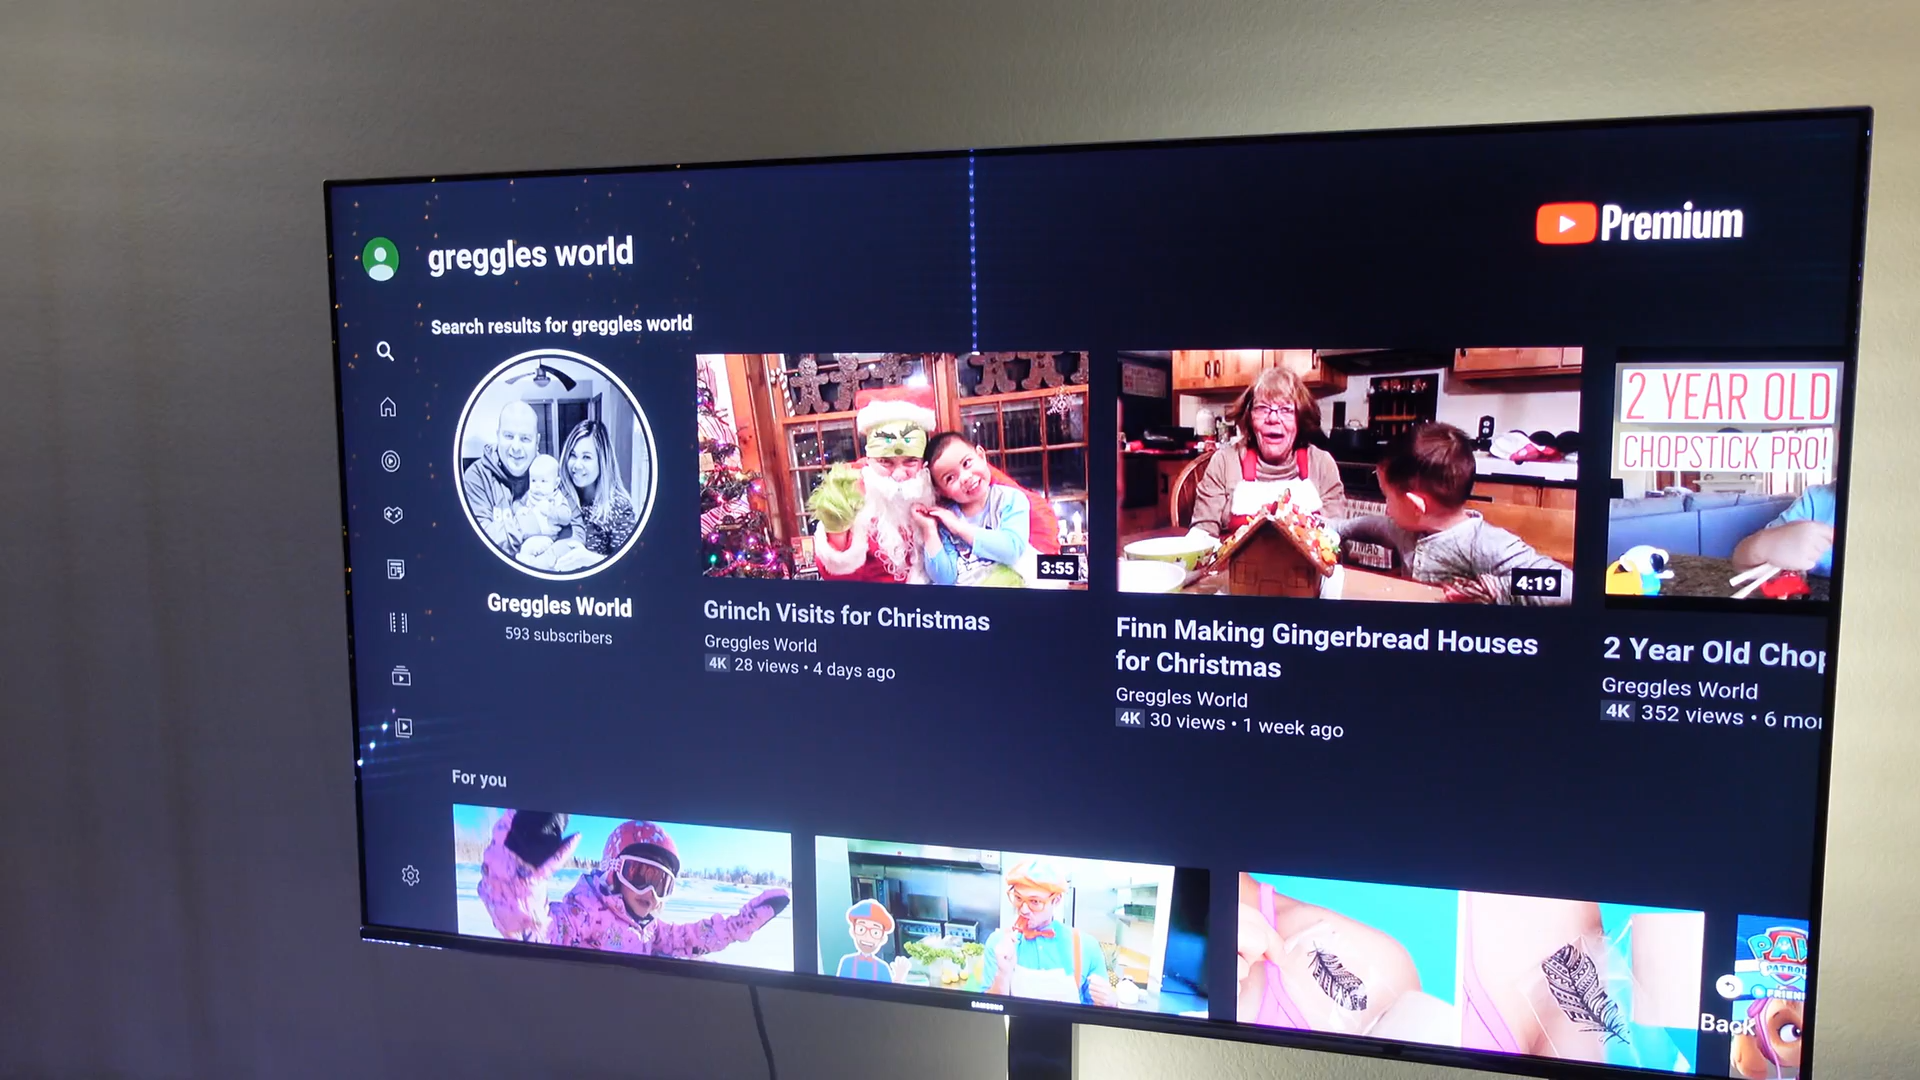 greggles world
Premium
Search results for greggles world
Greggles World
593 subscribers
3:55
Grinch Visits for Christmas
Greggles World
4K 28 views • 4 days ago
4:19
Finn Making Gingerbread Houses
for Christmas
Greggles World
4K 30 views • 1 week ago
2 YEAR OLD
CHOPSTICK PRO!
2 Year Old Chop
Greggles World
4K 352 views • 6 mo
For you
PAW
PATROL
SAMSUNG
Back